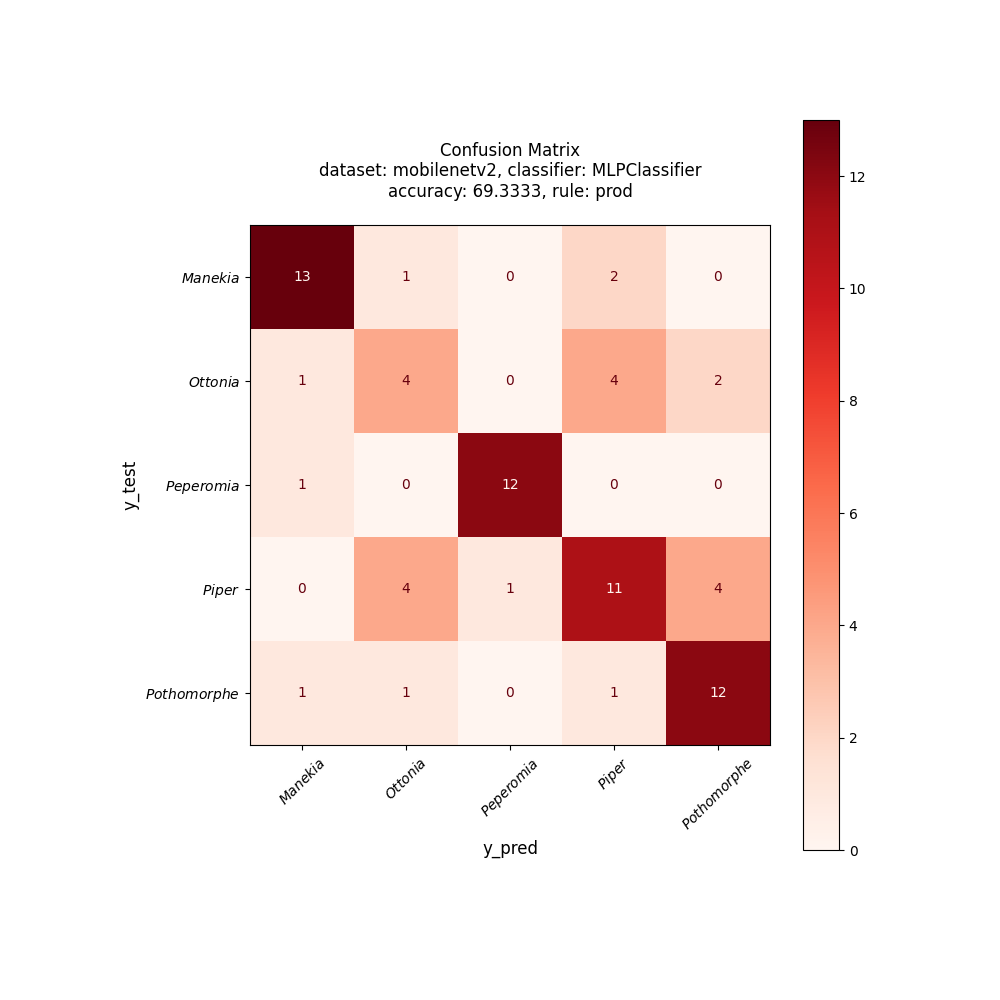 Confusion Matrix
dataset: mobilenetv2, classifier: MLPClassifier
accuracy: 69.3333, rule: prod
Manekia 13 1 0 2 0
Ottonia 1 4 0 4 2
Peperomia 1 0 12 0 0
Piper 0 4 1 11 4
Pothomorphe 1 1 0 1 12
Manekia Ottonia Peperomia Piper Pothomorphe
y_test
y_pred
12
10
8
6
4
2
0